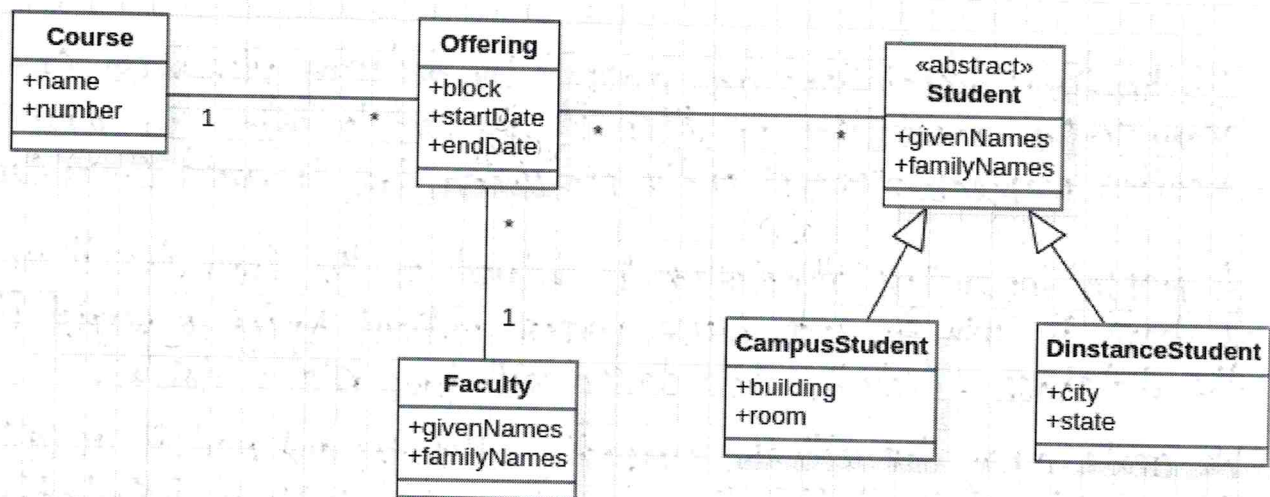 Course
+name
+number
1
*
Offering
+block
+startDate
+endDate
*
*
«abstract»
Student
+givenNames
+familyNames
*
1
Faculty
+givenNames
+familyNames
CampusStudent
+building
+room
DinstanceStudent
+city
+state